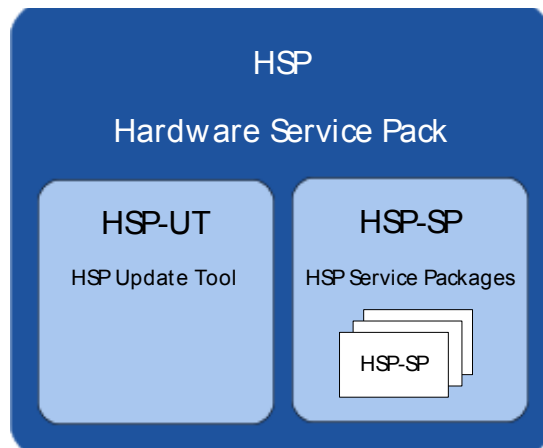 HSP
Hardware Service Pack
HSP-UT
HSP Update Tool
HSP-SP
HSP Service Packages
HSP-SP